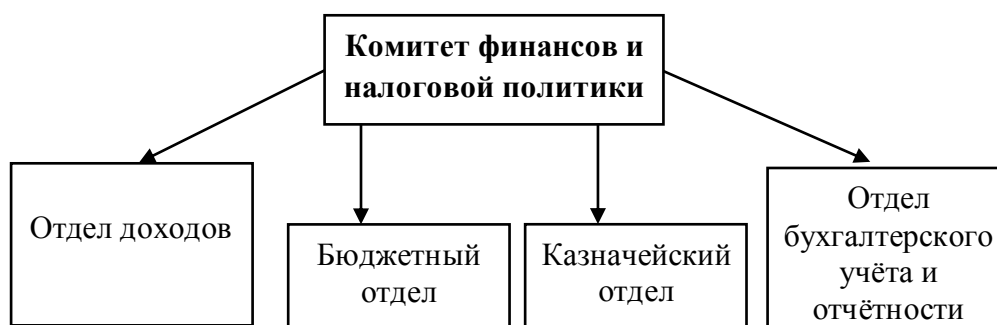 Комитет финансов и
налоговой политики
Отдел доходов
Бюджетный
отдел
Казначейский
отдел
Отдел
бухгалтерского
учёта и
отчётности